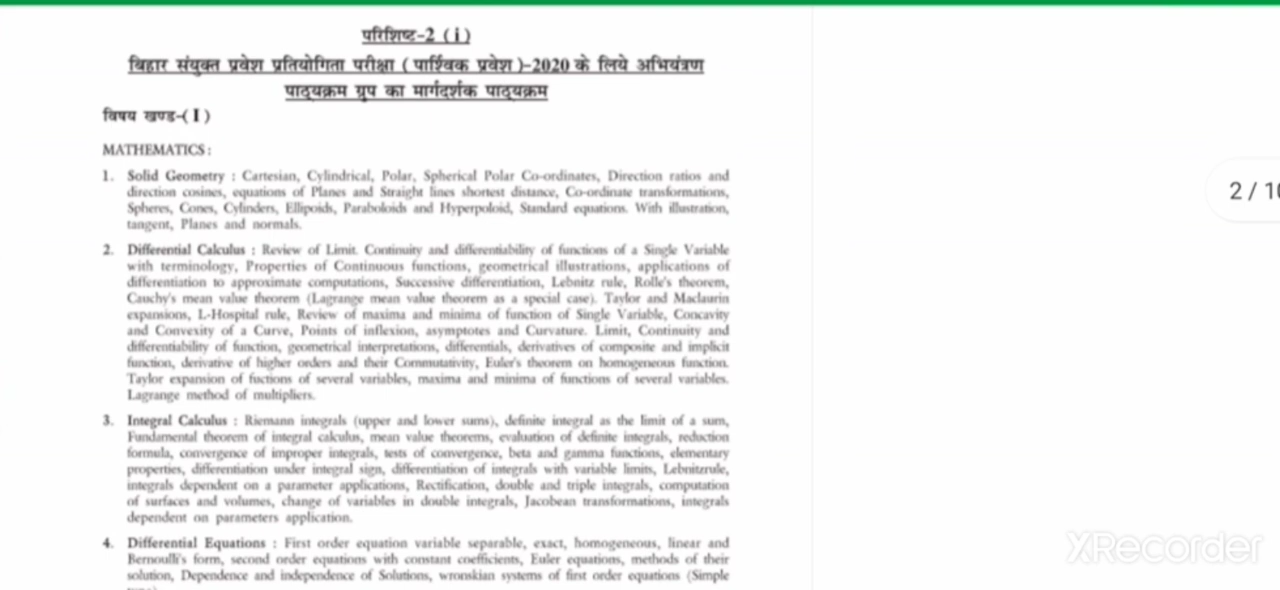 परिशिष्ट-2 (i)
बिहार संयुक्त प्रवेश प्रतियोगिता परीक्षा (पार्श्विक प्रवेश)-2020 के लिये अभियंत्रण
पाठ्यक्रम ग्रुप का मार्गदर्शक पाठ्यक्रम
विषय खण्ड-(I)
MATHEMATICS :
1. Solid Geometry : Cartesian, Cylindrical, Polar, Spherical Polar Co-ordinates, Direction ratios and
direction cosines, equations of Planes and Straight lines shortest distance, Co-ordinate transformations,
Spheres, Cones, Cylinders, Ellipoids, Paraboloids and Hyperpoloid, Standard equations. With illustration,
tangent, Planes and normals.
2. Differential Calculus : Review of Limit. Continuity and differentiability of functions of a Single Variable
with terminology, Properties of Continuous functions, geometrical illustrations, applications of
differentiation to approximate computations, Successive differentiation, Lebnitz rule, Rolle's theorem,
Cauchy's mean value theorem (Lagrange mean value theorem as a special case). Taylor and Maclaurin
expansions, L-Hospital rule, Review of maxima and minima of function of Single Variable, Concavity
and Convexity of a Curve, Points of inflexion, asymptotes and Curvature. Limit, Continuity and
differentiability of function, geometrical interpretations, differentials, derivatives of composite and implicit
function, derivative of higher orders and their Commutativity, Euler's theorem on homogeneous function.
Taylor expansion of fuctions of several variables, maxima and minima of functions of several variables.
Lagrange method of multipliers.
3. Integral Calculus : Riemann integrals (upper and lower sums), definite integral as the limit of a sum,
Fundamental theorem of integral calculus, mean value theorems, evaluation of definite integrals, reduction
formula, convergence of improper integrals, tests of convergence, beta and gamma functions, elementary
properties, differentiation under integral sign, differentiation of integrals with variable limits, Lebnitzrule,
integrals dependent on a parameter applications, Rectification, double and triple integrals, computation
of surfaces and volumes, change of variables in double integrals, Jacobean transformations, integrals
dependent on parameters application.
4. Differential Equations : First order equation variable separable, exact, homogeneous, linear and
Bernoulli's form, second order equations with constant coefficients, Euler equations, methods of their
solution, Dependence and independence of Solutions, wronskian systems of first order equations (Simple
2 / 10
XRecorder